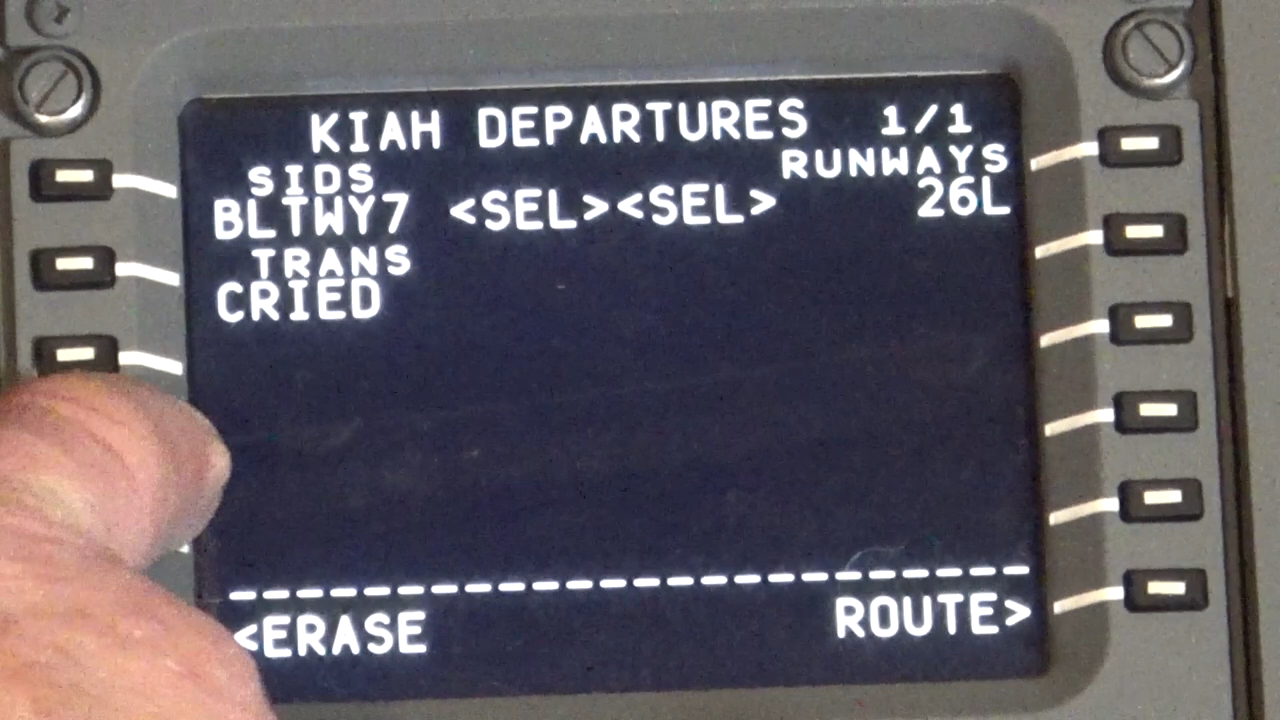 KIAH DEPARTURES 1/1
SIDS RUNWAYS
BLTWY7 <SEL><SEL> 26L
TRANS
CRIED
------------------------
<ERASE ROUTE>